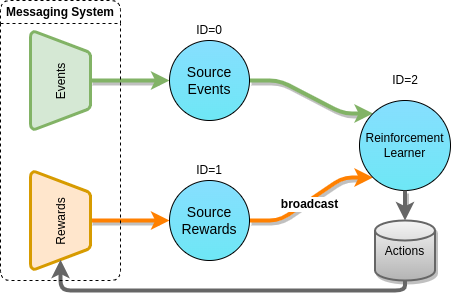 Messaging System
ID=0
Events
Source
Events
ID=2
Reinforcement
Learner
ID=1
Rewards
Source
Rewards
broadcast
Actions